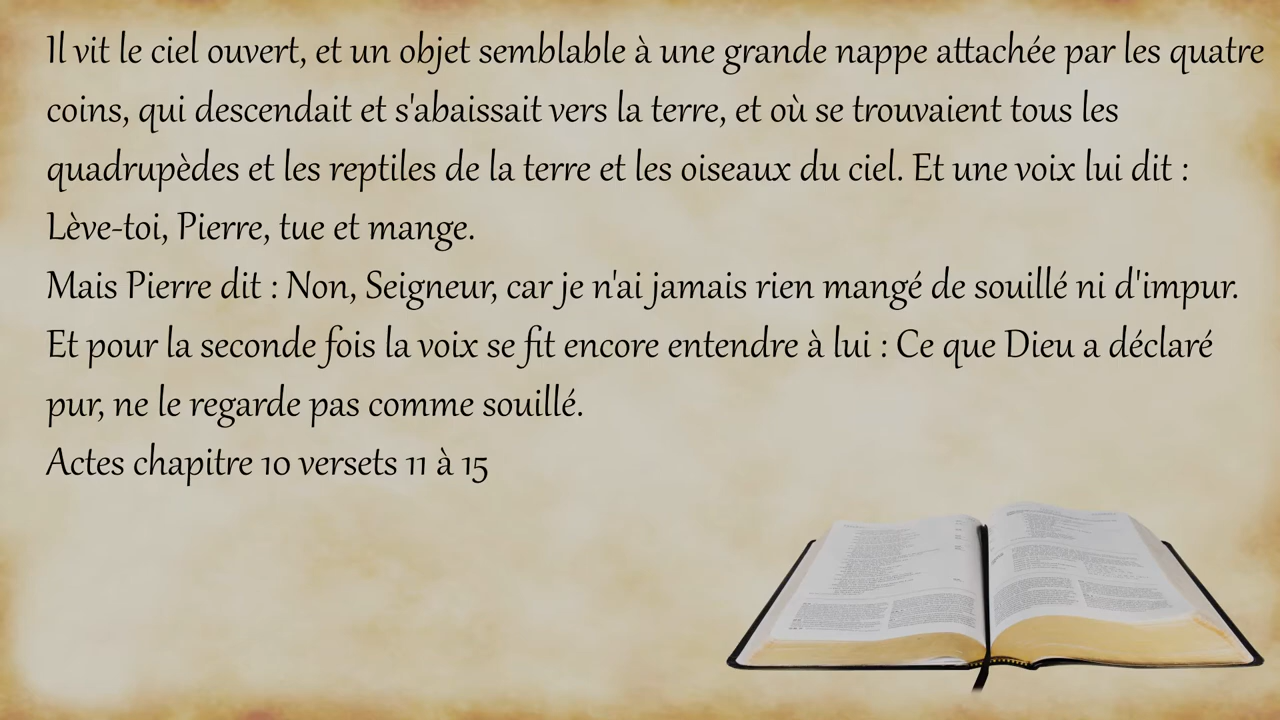 Il vit le ciel ouvert, et un objet semblable à une grande nappe attachée par les quatre
coins, qui descendait et s'abaissait vers la terre, et où se trouvaient tous les
quadrupèdes et les reptiles de la terre et les oiseaux du ciel. Et une voix lui dit :
Lève-toi, Pierre, tue et mange.
Mais Pierre dit : Non, Seigneur, car je n'ai jamais rien mangé de souillé ni d'impur.
Et pour la seconde fois la voix se fit encore entendre à lui : Ce que Dieu a déclaré
pur, ne le regarde pas comme souillé.
Actes chapitre 10 versets 11 à 15